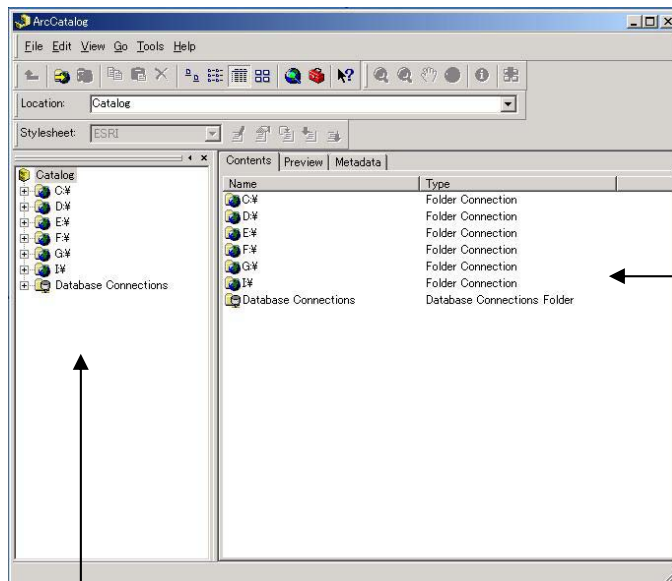 ArcCatalog
File Edit View Go Tools Help
Location: Catalog
Stylesheet: ESRI
Catalog
C:¥
D:¥
E:¥
F:¥
G:¥
I:¥
Database Connections
Contents Preview Metadata
Name Type
C:¥ Folder Connection
D:¥ Folder Connection
E:¥ Folder Connection
F:¥ Folder Connection
G:¥ Folder Connection
I:¥ Folder Connection
Database Connections Database Connections Folder